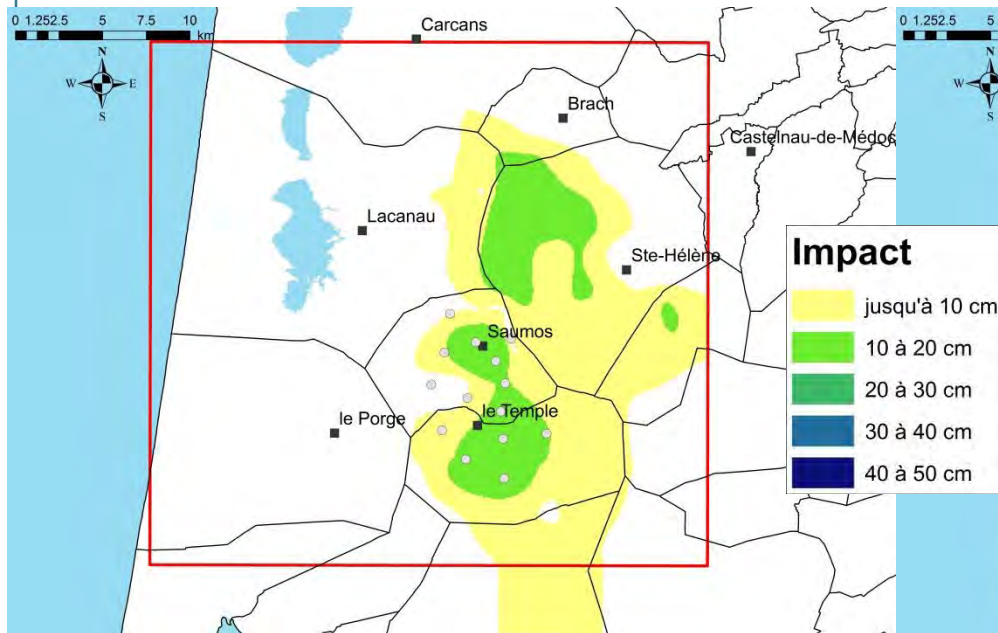 0 1.252.5 5 7.5 10
km
N
W E
S
Carcans
Brach
Castelnau-de-Médoc
Lacanau
Ste-Hélène
Saumos
le Porge
le Temple
0 1.252.5 5
N
W
S
Impact
jusqu'à 10 cm
10 à 20 cm
20 à 30 cm
30 à 40 cm
40 à 50 cm